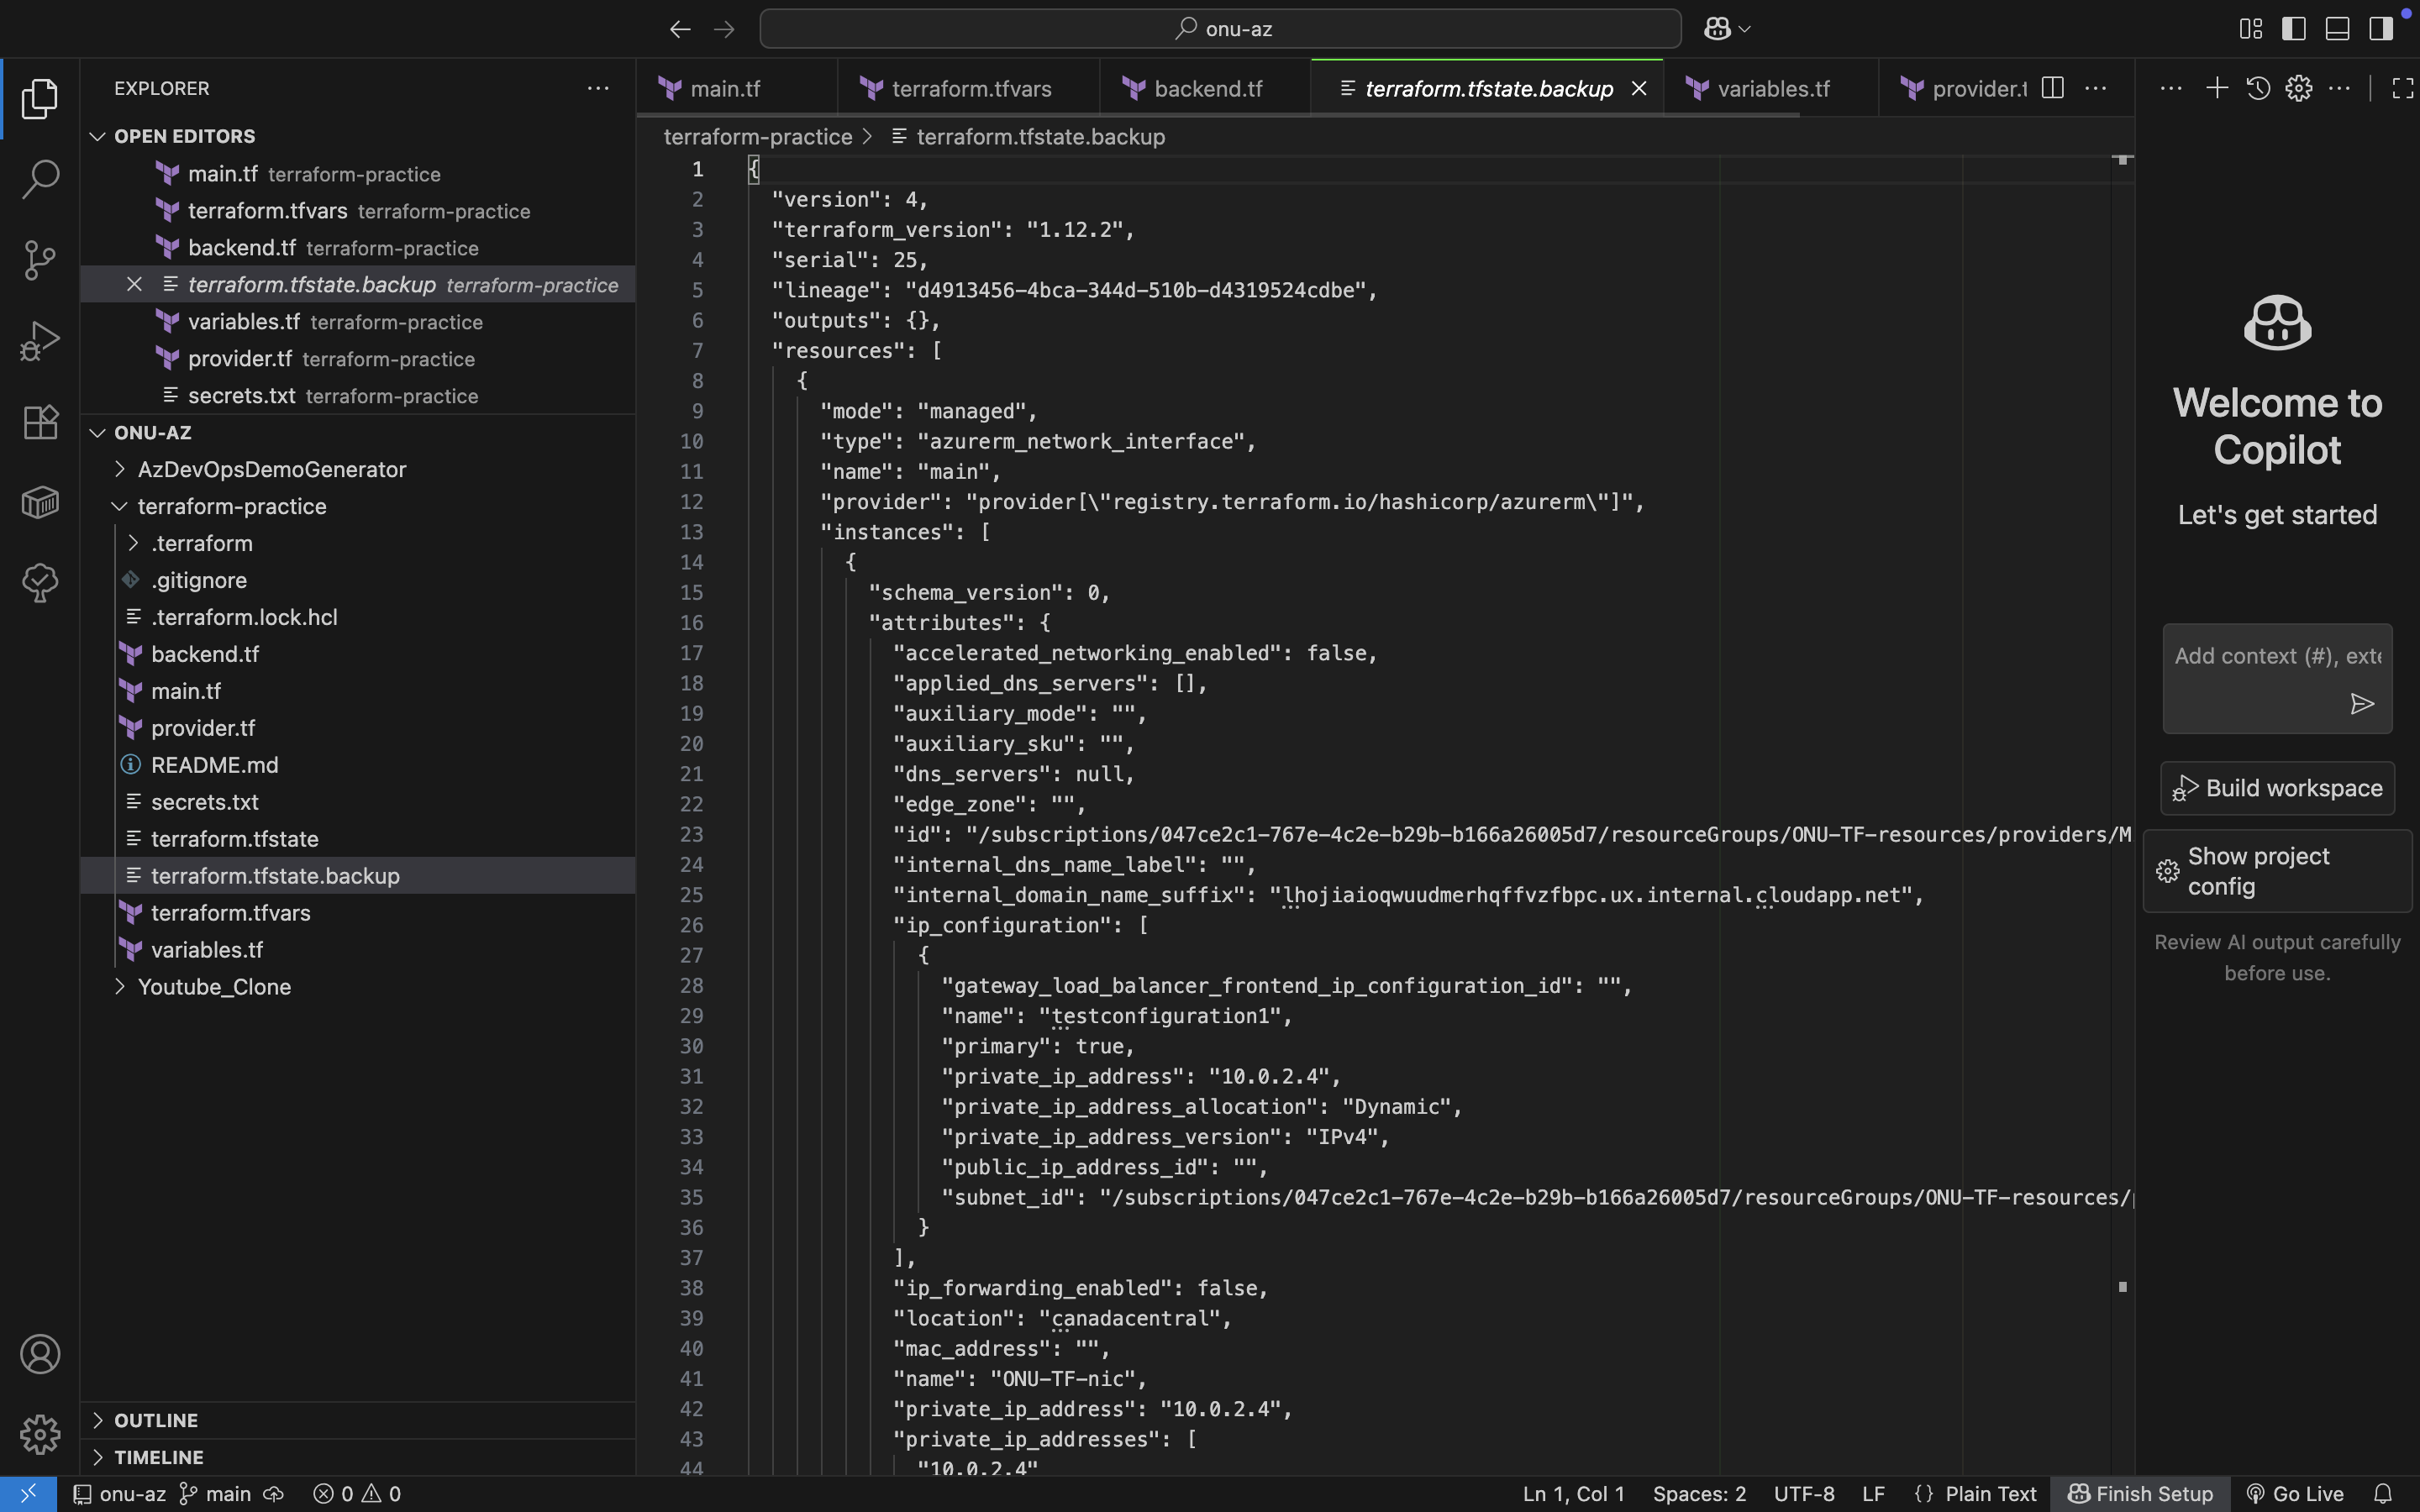 onu-az
EXPLORER
OPEN EDITORS
main.tf terraform-practice
terraform.tfvars terraform-practice
backend.tf terraform-practice
terraform.tfstate.backup terraform-practice
variables.tf terraform-practice
provider.tf terraform-practice
secrets.txt terraform-practice
ONU-AZ
AzDevOpsDemoGenerator
terraform-practice
.terraform
.gitignore
.terraform.lock.hcl
backend.tf
main.tf
provider.tf
README.md
secrets.txt
terraform.tfstate
terraform.tfstate.backup
terraform.tfvars
variables.tf
Youtube_Clone
OUTLINE
TIMELINE
main.tf terraform.tfvars backend.tf terraform.tfstate.backup variables.tf provider.t
terraform-practice > terraform.tfstate.backup
1 {
2 "version": 4,
3 "terraform_version": "1.12.2",
4 "serial": 25,
5 "lineage": "d4913456-4bca-344d-510b-d4319524cdbe",
6 "outputs": {},
7 "resources": [
8 {
9 "mode": "managed",
10 "type": "azurerm_network_interface",
11 "name": "main",
12 "provider": "provider[\"registry.terraform.io/hashicorp/azurerm\"]",
13 "instances": [
14 {
15 "schema_version": 0,
16 "attributes": {
17 "accelerated_networking_enabled": false,
18 "applied_dns_servers": [],
19 "auxiliary_mode": "",
20 "auxiliary_sku": "",
21 "dns_servers": null,
22 "edge_zone": "",
23 "id": "/subscriptions/047ce2c1-767e-4c2e-b29b-b166a26005d7/resourceGroups/ONU-TF-resources/providers/M
24 "internal_dns_name_label": "",
25 "internal_domain_name_suffix": "lhojiaioqwuudmerhqffvzfbpc.ux.internal.cloudapp.net",
26 "ip_configuration": [
27 {
28 "gateway_load_balancer_frontend_ip_configuration_id": "",
29 "name": "testconfiguration1",
30 "primary": true,
31 "private_ip_address": "10.0.2.4",
32 "private_ip_address_allocation": "Dynamic",
33 "private_ip_address_version": "IPv4",
34 "public_ip_address_id": "",
35 "subnet_id": "/subscriptions/047ce2c1-767e-4c2e-b29b-b166a26005d7/resourceGroups/ONU-TF-resources/
36 }
37 ],
38 "ip_forwarding_enabled": false,
39 "location": "canadacentral",
40 "mac_address": "",
41 "name": "ONU-TF-nic",
42 "private_ip_address": "10.0.2.4",
43 "private_ip_addresses": [
44 "10.0.2.4"
Welcome to
Copilot
Let's get started
Add context (#), exte
Build workspace
Show project
config
Review AI output carefully
before use.
onu-az main 0 0 Ln 1, Col 1 Spaces: 2 UTF-8 LF {} Plain Text Finish Setup Go Live